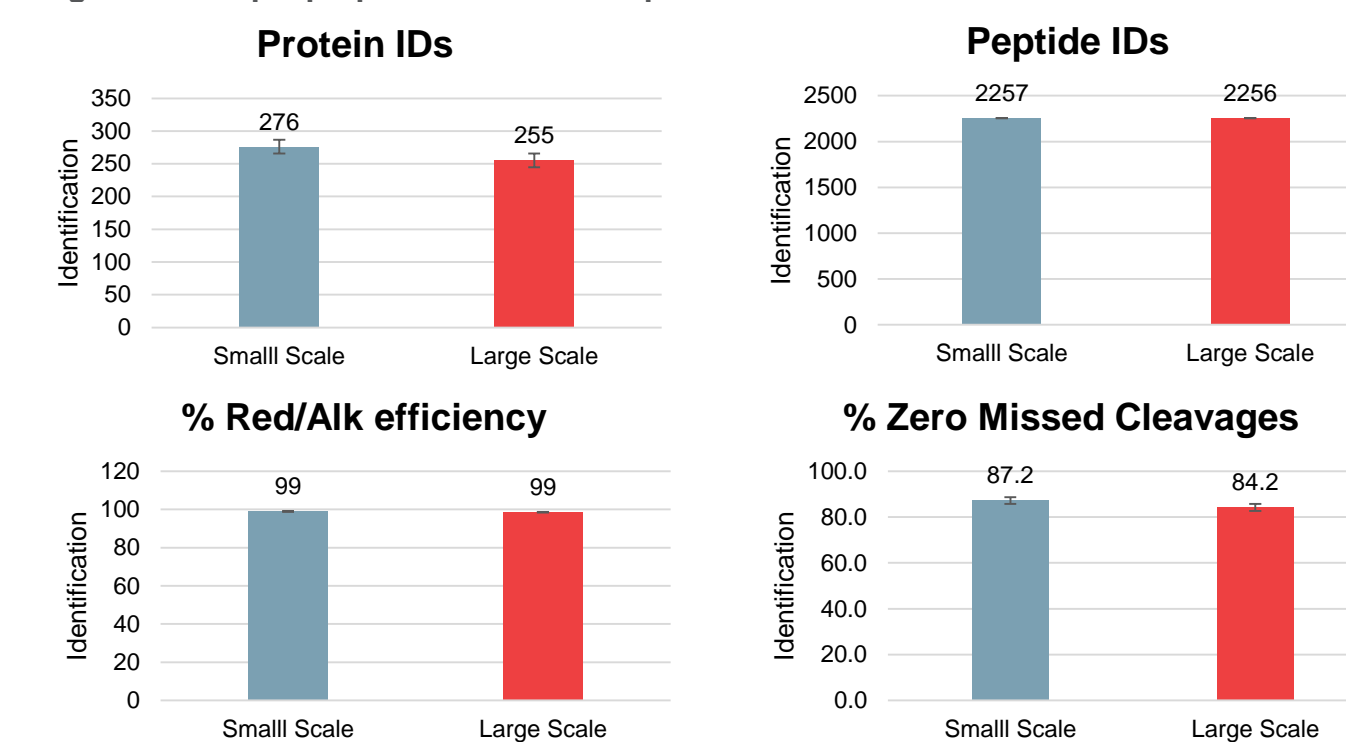 Protein IDs
350
300
250
200
150
100
50
0
Identification
276
255
Smalll Scale
Large Scale
Peptide IDs
2500
2000
1500
1000
500
0
Identification
2257
2256
Smalll Scale
Large Scale
% Red/Alk efficiency
120
100
80
60
40
20
0
Identification
99
99
Smalll Scale
Large Scale
% Zero Missed Cleavages
100.0
80.0
60.0
40.0
20.0
0.0
Identification
87.2
84.2
Smalll Scale
Large Scale